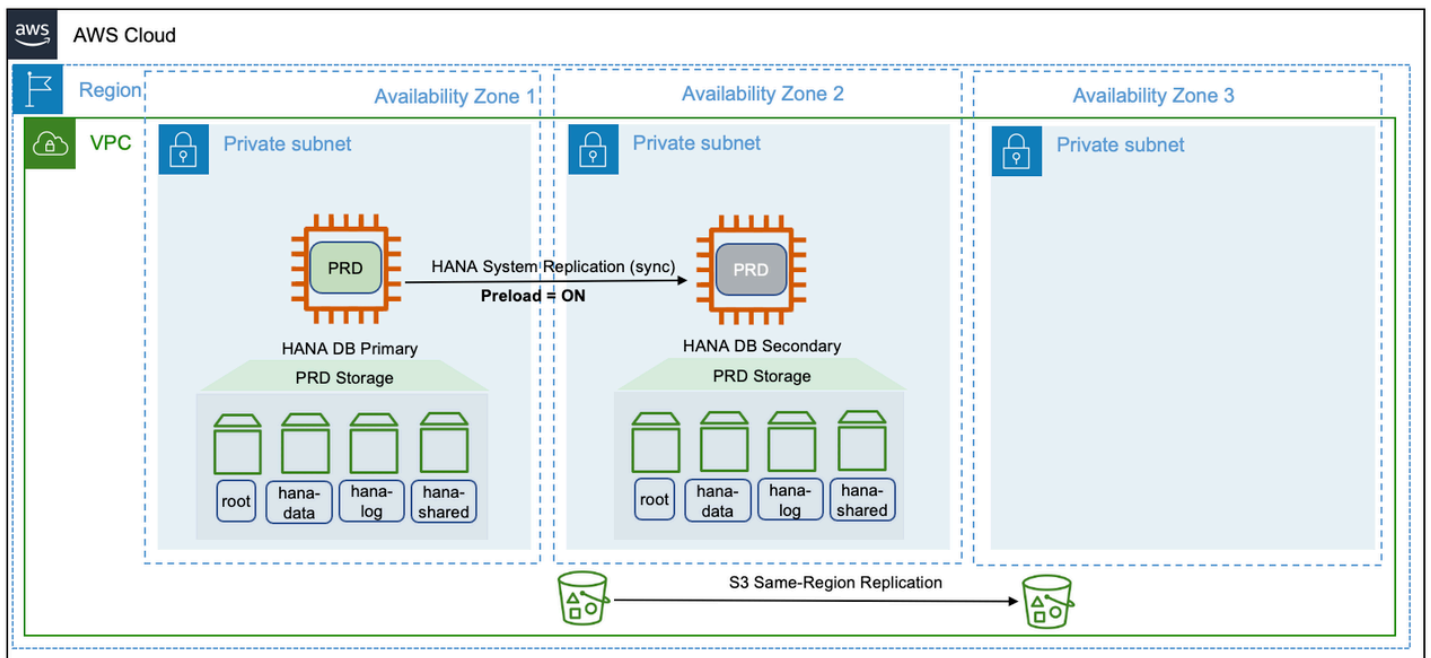 aws
AWS Cloud
Region
Availability Zone 1
Availability Zone 2
Availability Zone 3
VPC
Private subnet
Private subnet
Private subnet
PRD
HANA System Replication (sync)
Preload = ON
PRD
HANA DB Primary
HANA DB Secondary
PRD Storage
PRD Storage
root
hana-
data
hana-
log
hana-
shared
root
hana-
data
hana-
log
hana-
shared
S3 Same-Region Replication